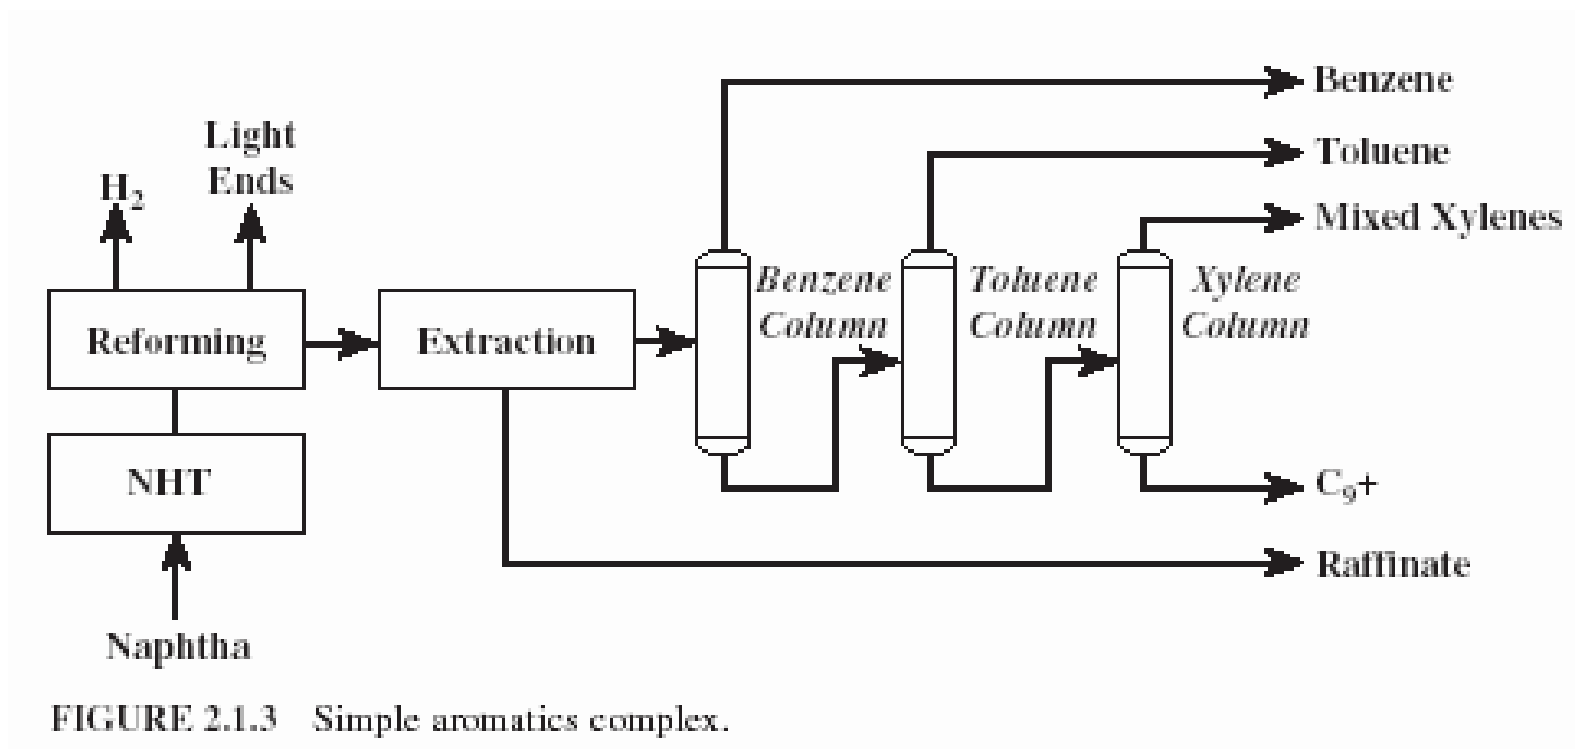 Benzene
Toluene
Mixed Xylenes
Light
Ends
H₂
Benzene
Column
Toluene
Column
Xylene
Column
Reforming
Extraction
NHT
C₉+
Raffinate
Naphtha
FIGURE 2.1.3 Simple aromatics complex.